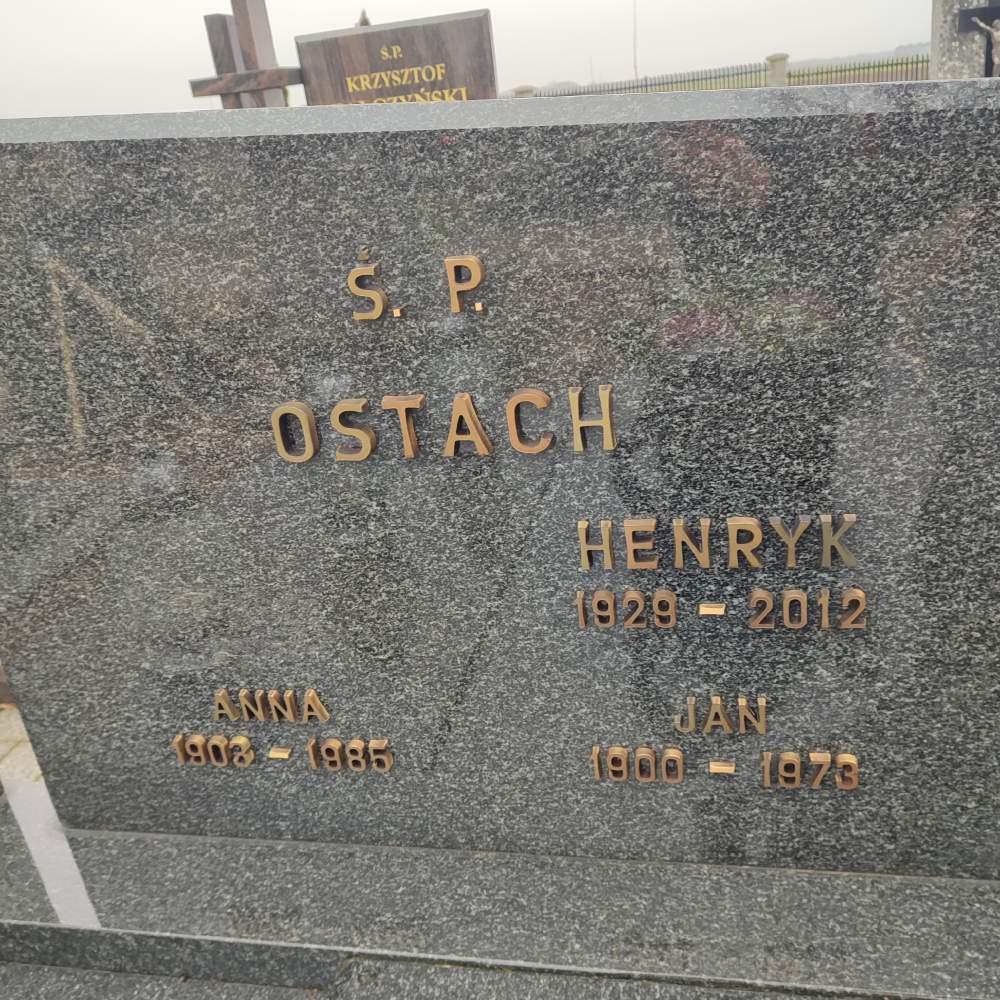 Ś.P.
KRZYSZTOF
Ś. P.
OSTACH
HENRYK
1929 - 2012
ANNA
1903 - 1985
JAN
1900 - 1973